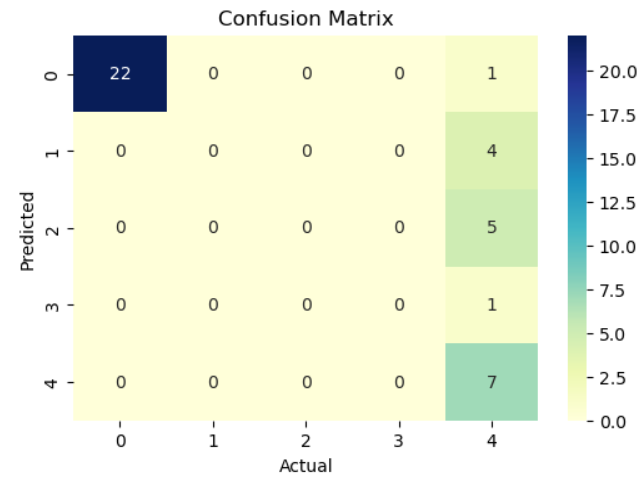 Confusion Matrix
0 22 0 0 0 1
1 0 0 0 0 4
2 0 0 0 0 5
3 0 0 0 0 1
4 0 0 0 0 7
0 1 2 3 4
Predicted
Actual
20.0
17.5
15.0
12.5
10.0
7.5
5.0
2.5
0.0